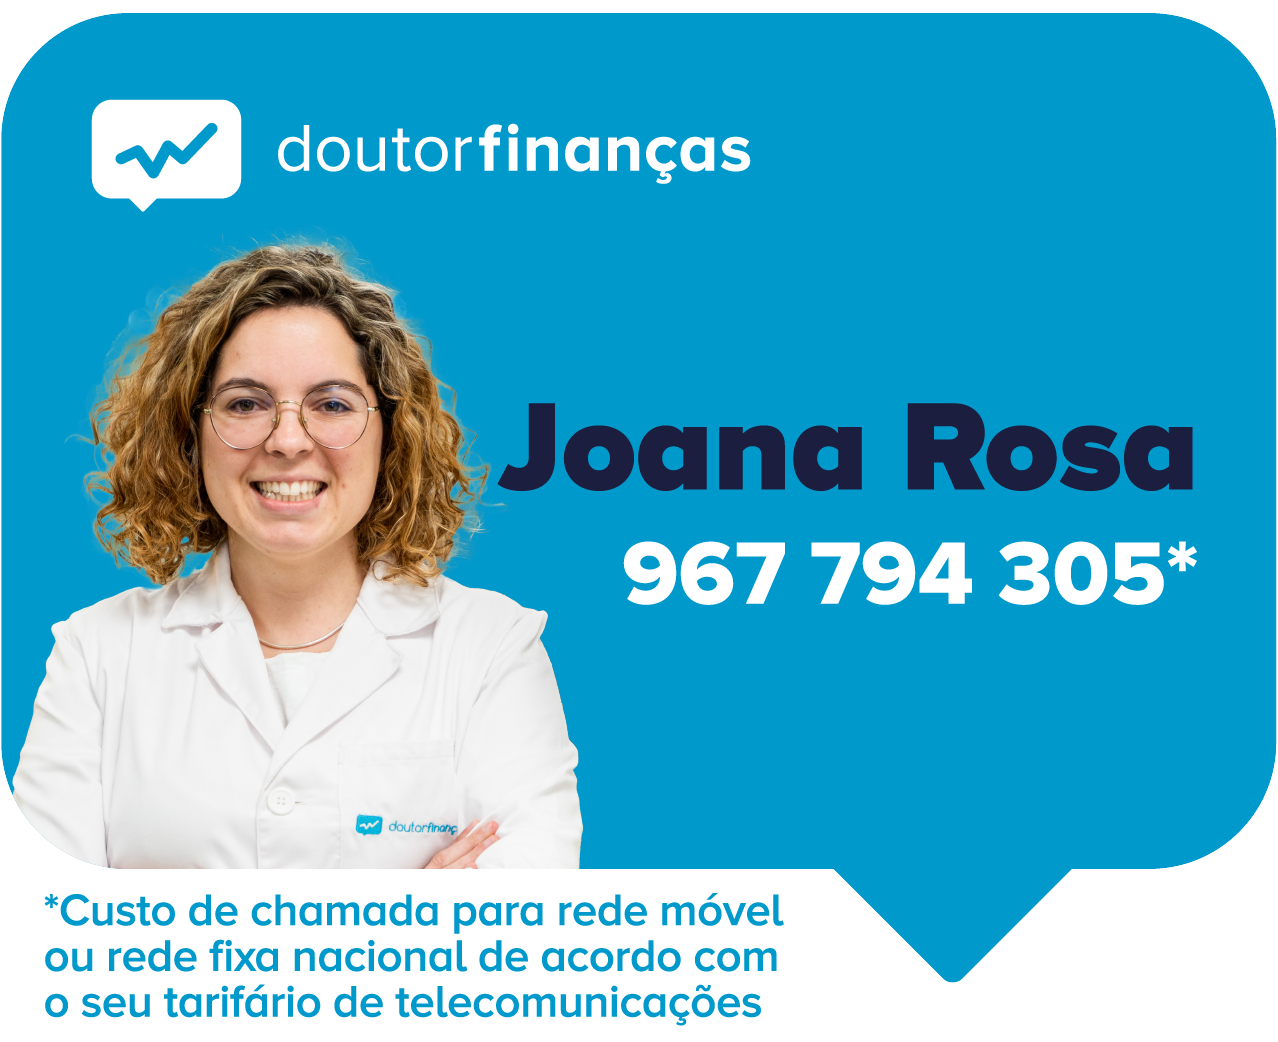 doutorfinanças
Joana Rosa
967 794 305*
doutorfinanç
*Custo de chamada para rede móvel
ou rede fixa nacional de acordo com
o seu tarifário de telecomunicações